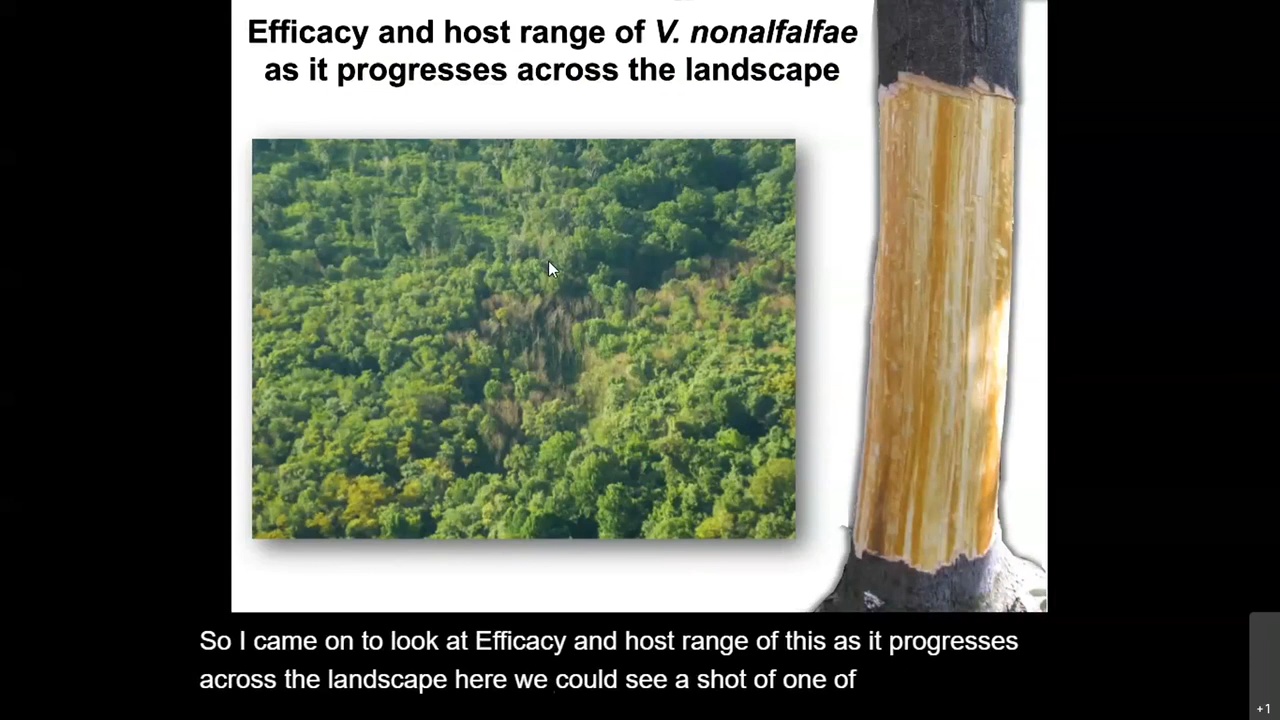 Efficacy and host range of V. nonalfalfae
as it progresses across the landscape
So I came on to look at Efficacy and host range of this as it progresses
across the landscape here we could see a shot of one of
+1